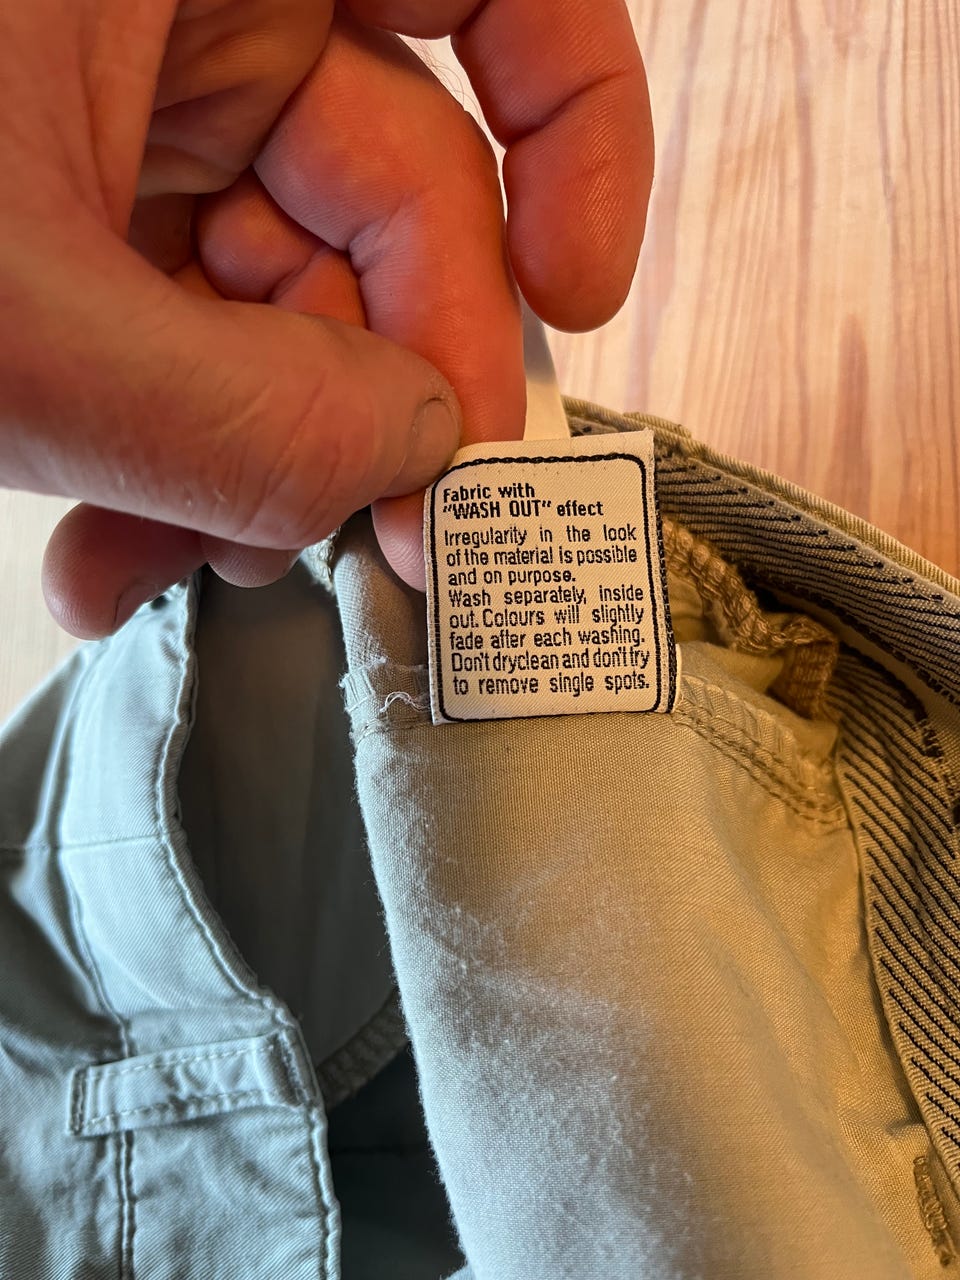 Fabric with
"WASH OUT" effect
Irregularity in the look
of the material is possible
and on purpose.
Wash separately, inside
out. Colours will slightly
fade after each washing.
Don't dryclean and don't try
to remove single spots.